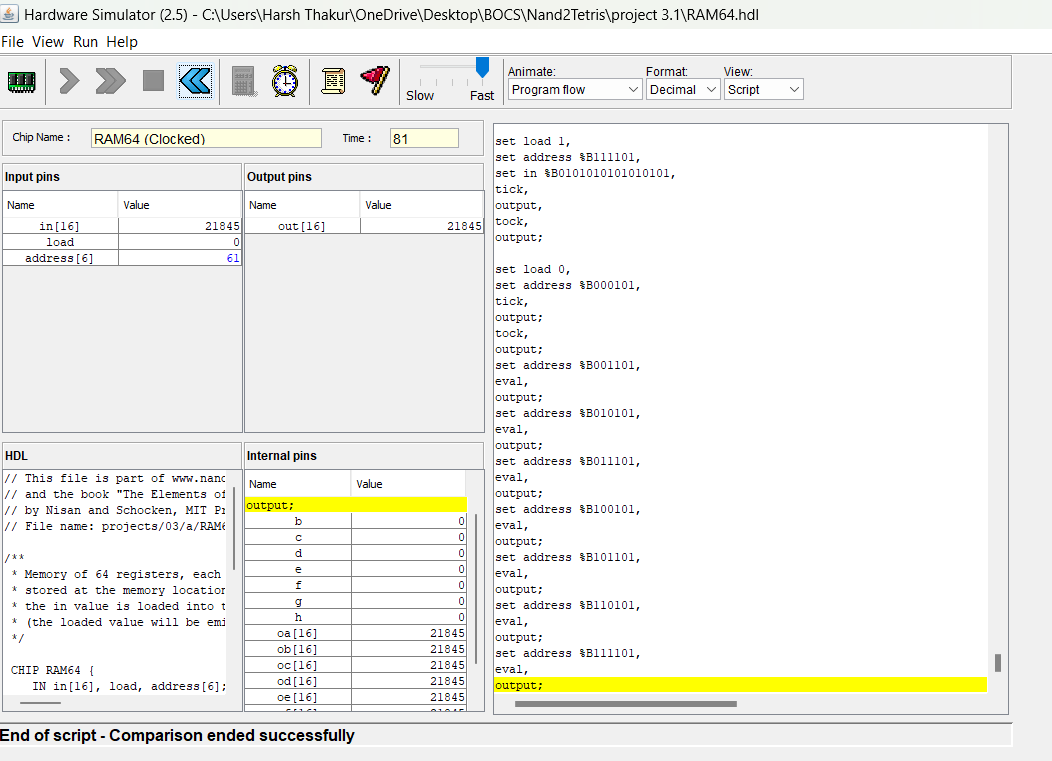 Hardware Simulator (2.5) - C:\Users\Harsh Thakur\OneDrive\Desktop\BOCS\Nand2Tetris\project 3.1\RAM64.hdl
File View Run Help
Slow Fast
Animate: Format: View:
Program flow Decimal Script
Chip Name : RAM64 (Clocked) Time : 81
Input pins
Name Value
in[16] 21845
load 0
address[6] 61
Output pins
Name Value
out[16] 21845
HDL
// This file is part of www.nanc
// and the book "The Elements of
// by Nisan and Schocken, MIT Pr
// File name: projects/03/a/RAM6
/**
* Memory of 64 registers, each
* stored at the memory location
* the in value is loaded into t
* (the loaded value will be emi
*/
CHIP RAM64 {
IN in[16], load, address[6];
Internal pins
Name Value
output;
b 0
c 0
d 0
e 0
f 0
g 0
h 0
oa[16] 21845
ob[16] 21845
oc[16] 21845
od[16] 21845
oe[16] 21845
set load 1,
set address %B111101,
set in %B0101010101010101,
tick,
output,
tock,
output;
set load 0,
set address %B000101,
tick,
output;
tock,
output;
set address %B001101,
eval,
output;
set address %B010101,
eval,
output;
set address %B011101,
eval,
output;
set address %B100101,
eval,
output;
set address %B101101,
eval,
output;
set address %B110101,
eval,
output;
set address %B111101,
eval,
output;
End of script - Comparison ended successfully